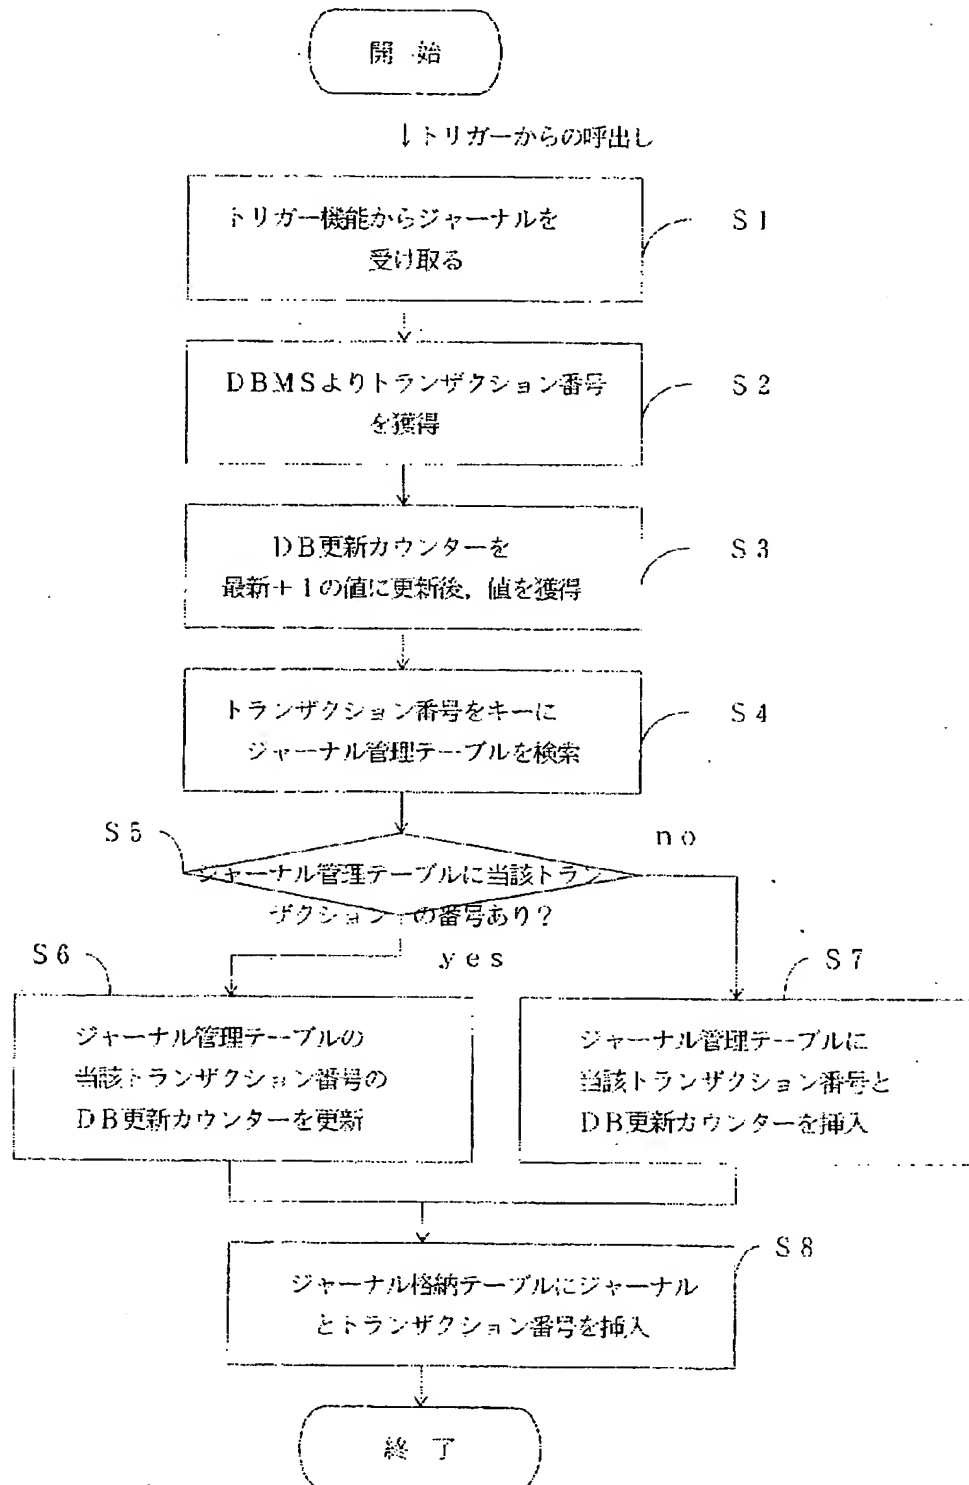 開始
↓トリガーからの呼出し
トリガー機能からジャーナルを
受け取る
S1
DBMSよりトランザクション番号
を獲得
S2
DB更新カウンターを
最新+1の値に更新後,値を獲得
S3
トランザクション番号をキーに
ジャーナル管理テーブルを検索
S4
S5
no
ジャーナル管理テーブルに当該トラン
ザクションの番号あり?
yes
S6
S7
ジャーナル管理テーブルの
当該トランザクション番号の
DB更新カウンターを更新
ジャーナル管理テーブルに
当該トランザクション番号と
DB更新カウンターを挿入
S8
ジャーナル格納テーブルにジャーナル
とトランザクション番号を挿入
終了